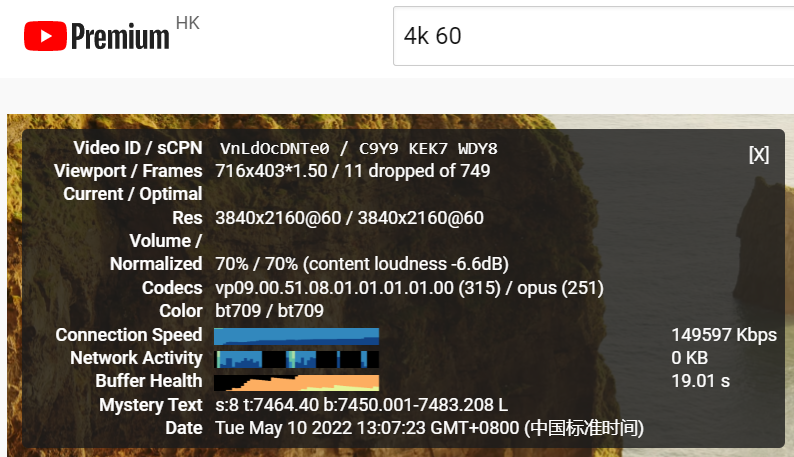 Premium HK
4k 60
Video ID / sCPN VnLdOcDNTe0 / C9Y9 KEK7 WDY8
[X]
Viewport / Frames 716x403*1.50 / 11 dropped of 749
Current / Optimal
Res 3840x2160@60 / 3840x2160@60
Volume /
Normalized 70% / 70% (content loudness -6.6dB)
Codecs vp09.00.51.08.01.01.01.01.00 (315) / opus (251)
Color bt709 / bt709
Connection Speed 149597 Kbps
Network Activity 0 KB
Buffer Health 19.01 s
Mystery Text s:8 t:7464.40 b:7450.001-7483.208 L
Date Tue May 10 2022 13:07:23 GMT+0800 (中国标准时间)